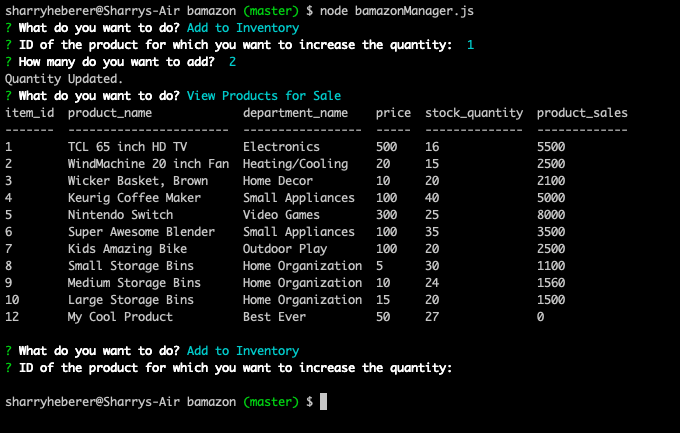 sharryheberer@Sharrys-Air bamazon (master) $ node bamazonManager.js
? What do you want to do? Add to Inventory
? ID of the product for which you want to increase the quantity:  1
? How many do you want to add?  2
Quantity Updated.
? What do you want to do? View Products for Sale
item_id  product_name            department_name    price  stock_quantity  product_sales
-------  ----------------------  -----------------  -----  --------------  -------------
1        TCL 65 inch HD TV       Electronics        500    16              5500
2        WindMachine 20 inch Fan Heating/Cooling    20     15              2500
3        Wicker Basket, Brown    Home Decor         10     20              2100
4        Keurig Coffee Maker     Small Appliances   100    40              5000
5        Nintendo Switch         Video Games        300    25              8000
6        Super Awesome Blender   Small Appliances   100    35              3500
7        Kids Amazing Bike       Outdoor Play       100    20              2500
8        Small Storage Bins      Home Organization  5      30              1100
9        Medium Storage Bins     Home Organization  10     24              1560
10       Large Storage Bins      Home Organization  15     20              1500
12       My Cool Product         Best Ever          50     27              0
? What do you want to do? Add to Inventory
? ID of the product for which you want to increase the quantity:
sharryheberer@Sharrys-Air bamazon (master) $